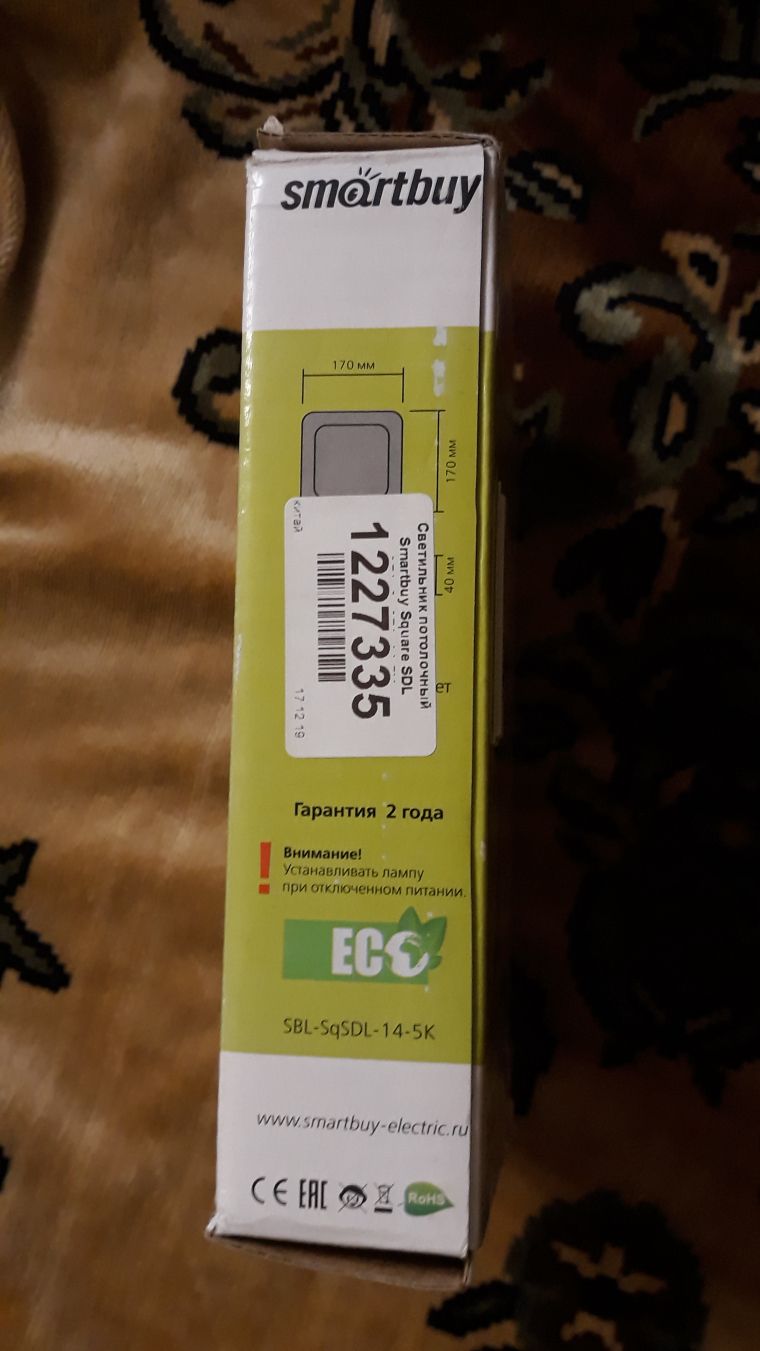 smartbuy
170 мм
170 мм
40 мм
Светильник потолочный
Smartbuy Square SDL
1227335
китай
17 12 19
ет
Гарантия 2 года
Внимание!
Устанавливать лампу
при отключенном питании.
ECO
SBL-SqSDL-14-5K
www.smartbuy-electric.ru
CE EAC RoHS